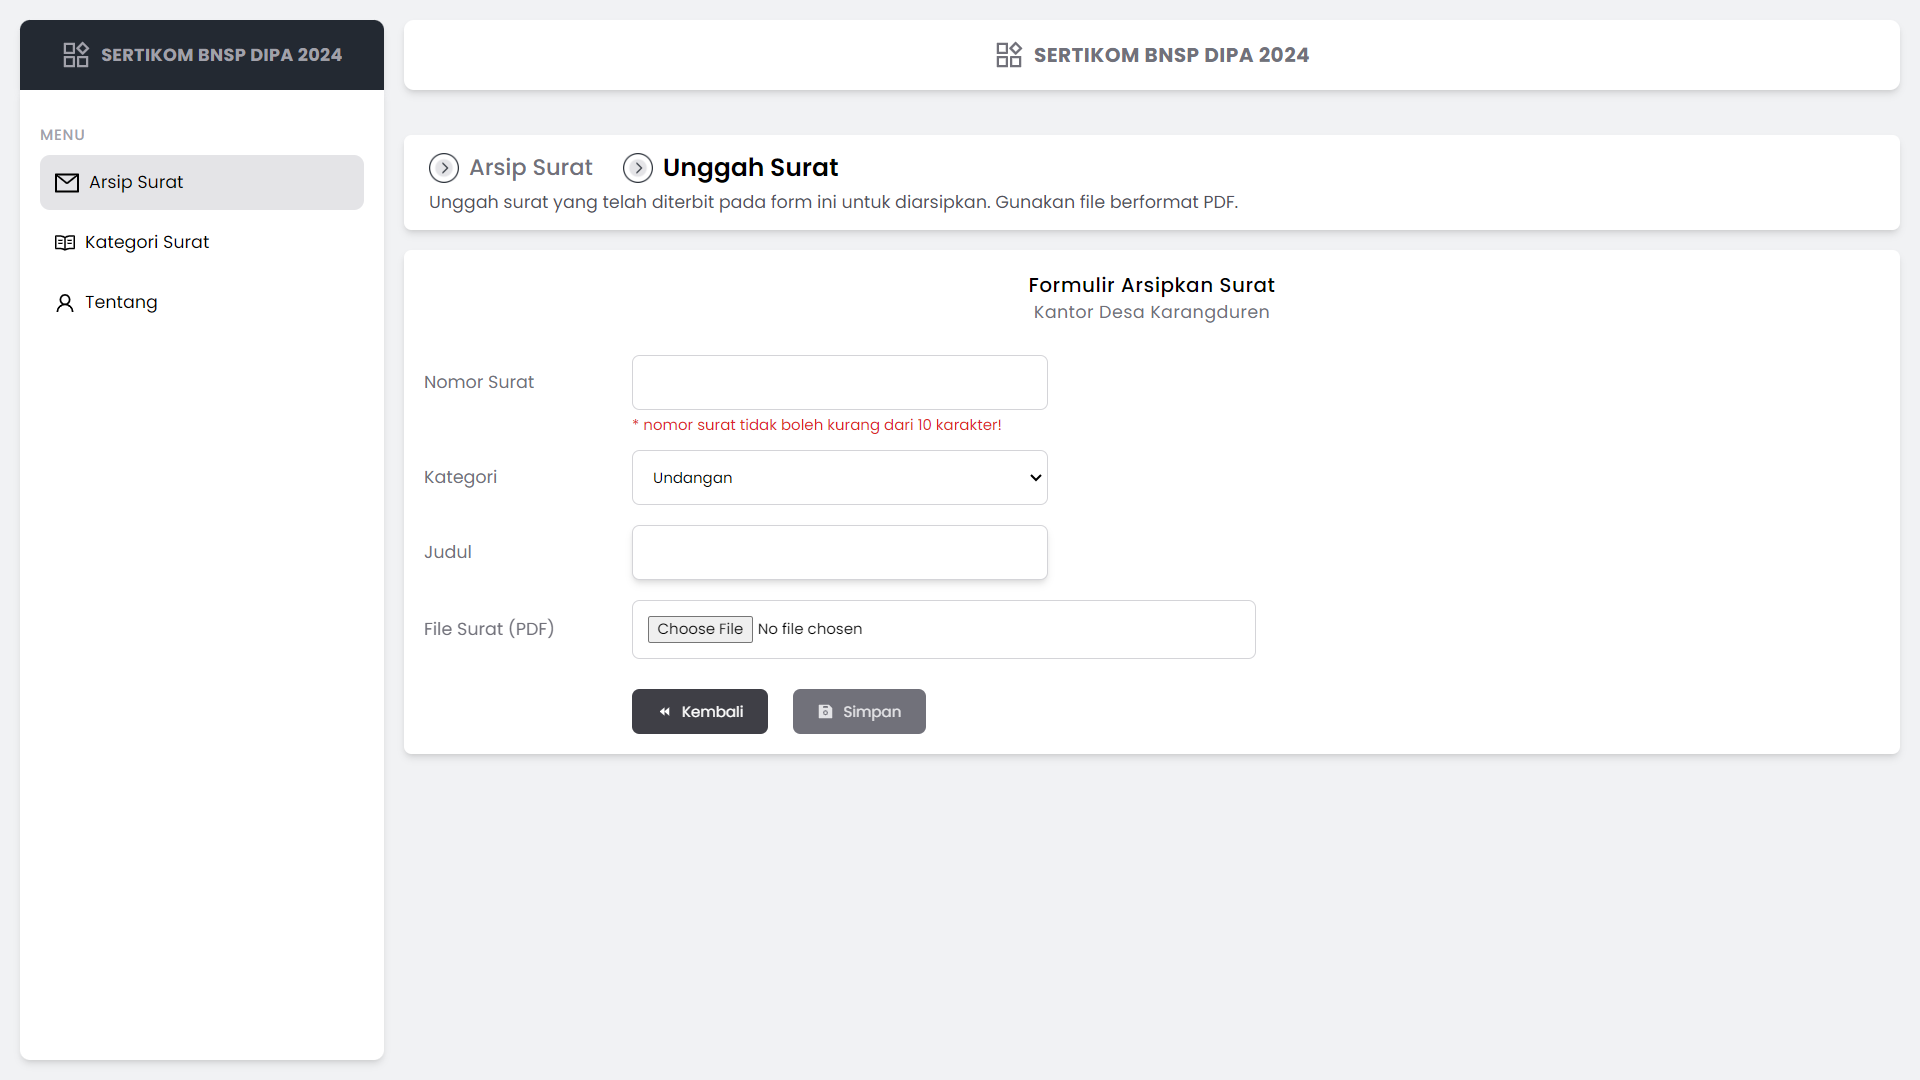 SERTIKOM BNSP DIPA 2024
SERTIKOM BNSP DIPA 2024
MENU
Arsip Surat
Kategori Surat
Tentang
Arsip Surat Unggah Surat
Unggah surat yang telah diterbit pada form ini untuk diarsipkan. Gunakan file berformat PDF.
Formulir Arsipkan Surat
Kantor Desa Karangduren
Nomor Surat
* nomor surat tidak boleh kurang dari 10 karakter!
Kategori Undangan
Judul
File Surat (PDF) Choose File No file chosen
Kembali Simpan